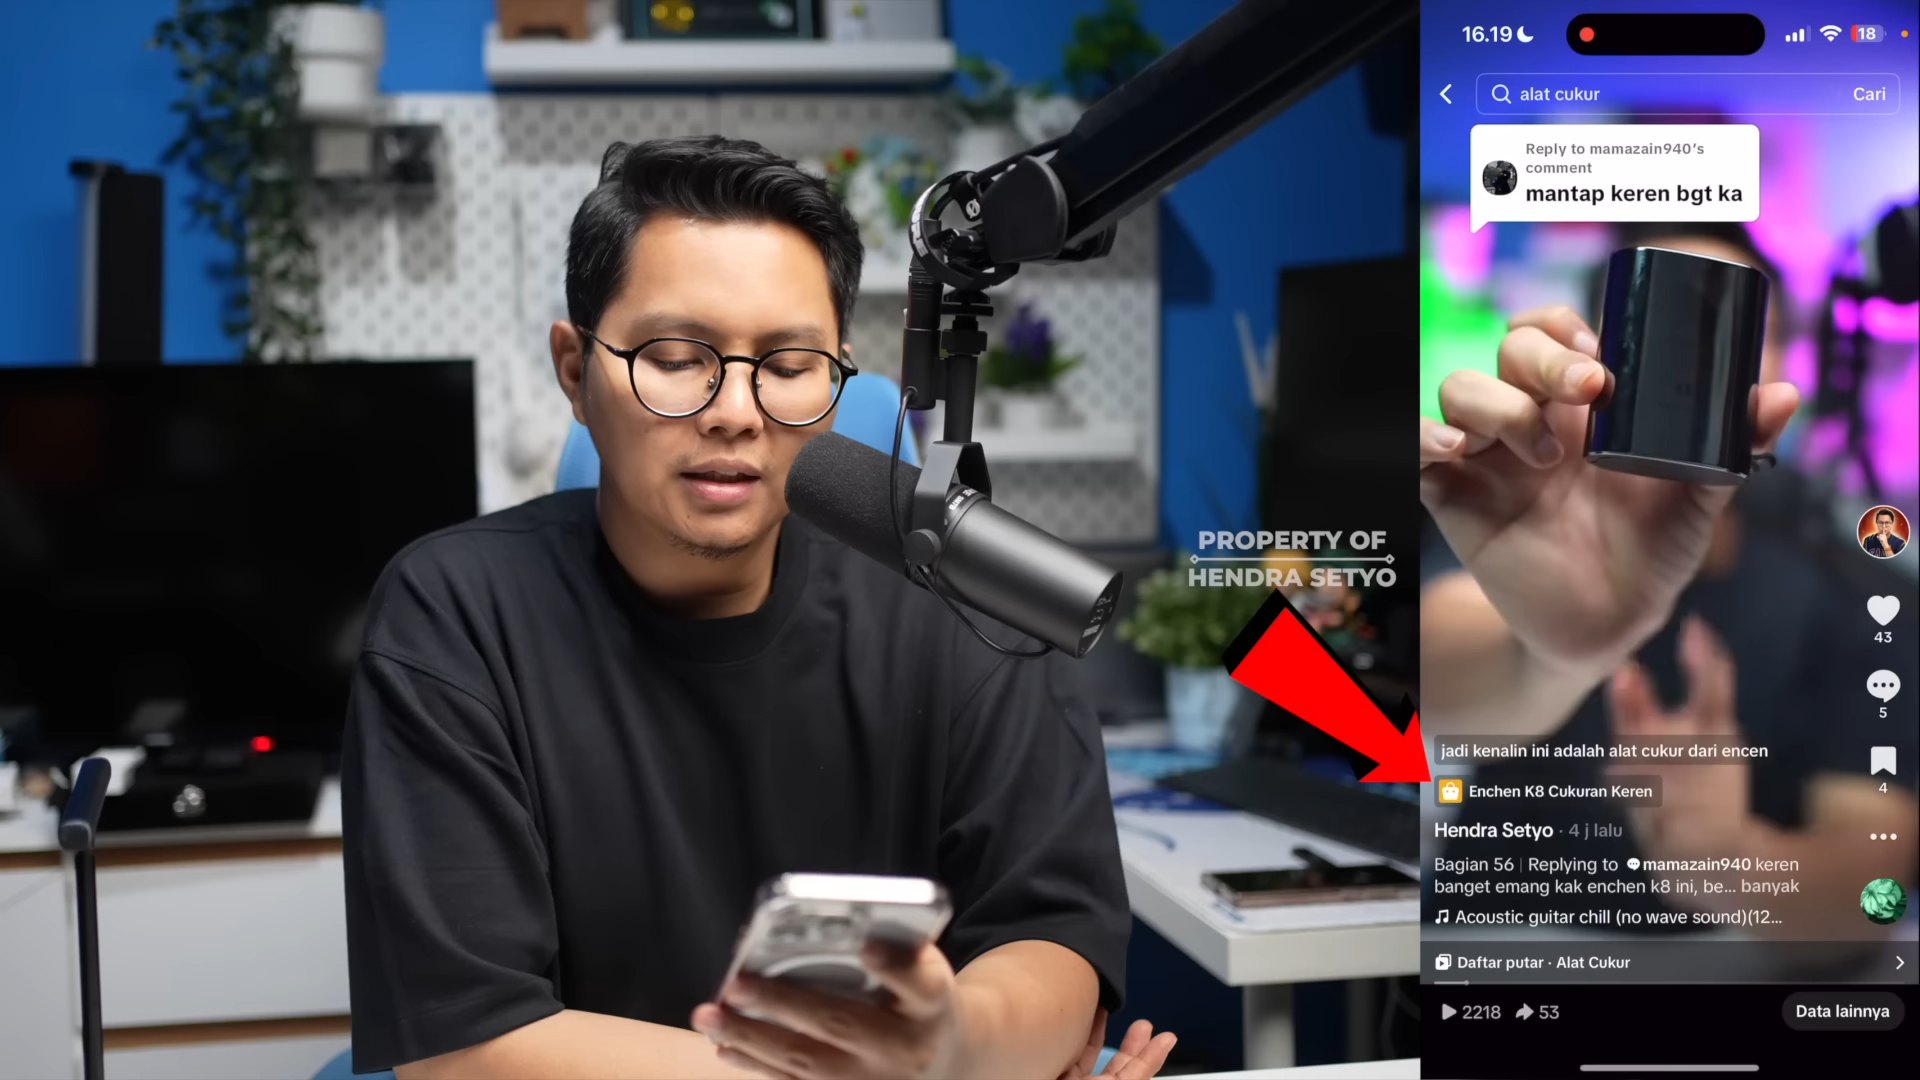 16.19
18
alat cukur
Cari
Reply to mamazain940's
comment
mantap keren bgt ka
PROPERTY OF
HENDRA SETYO
43
5
4
jadi kenalin ini adalah alat cukur dari encen
Enchen K8 Cukuran Keren
Hendra Setyo · 4 j lalu
Bagian 56 | Replying to mamazain940 keren
banget emang kak enchen k8 ini, be... banyak
Acoustic guitar chill (no wave sound)(12...
Daftar putar · Alat Cukur
2218
53
Data lainnya